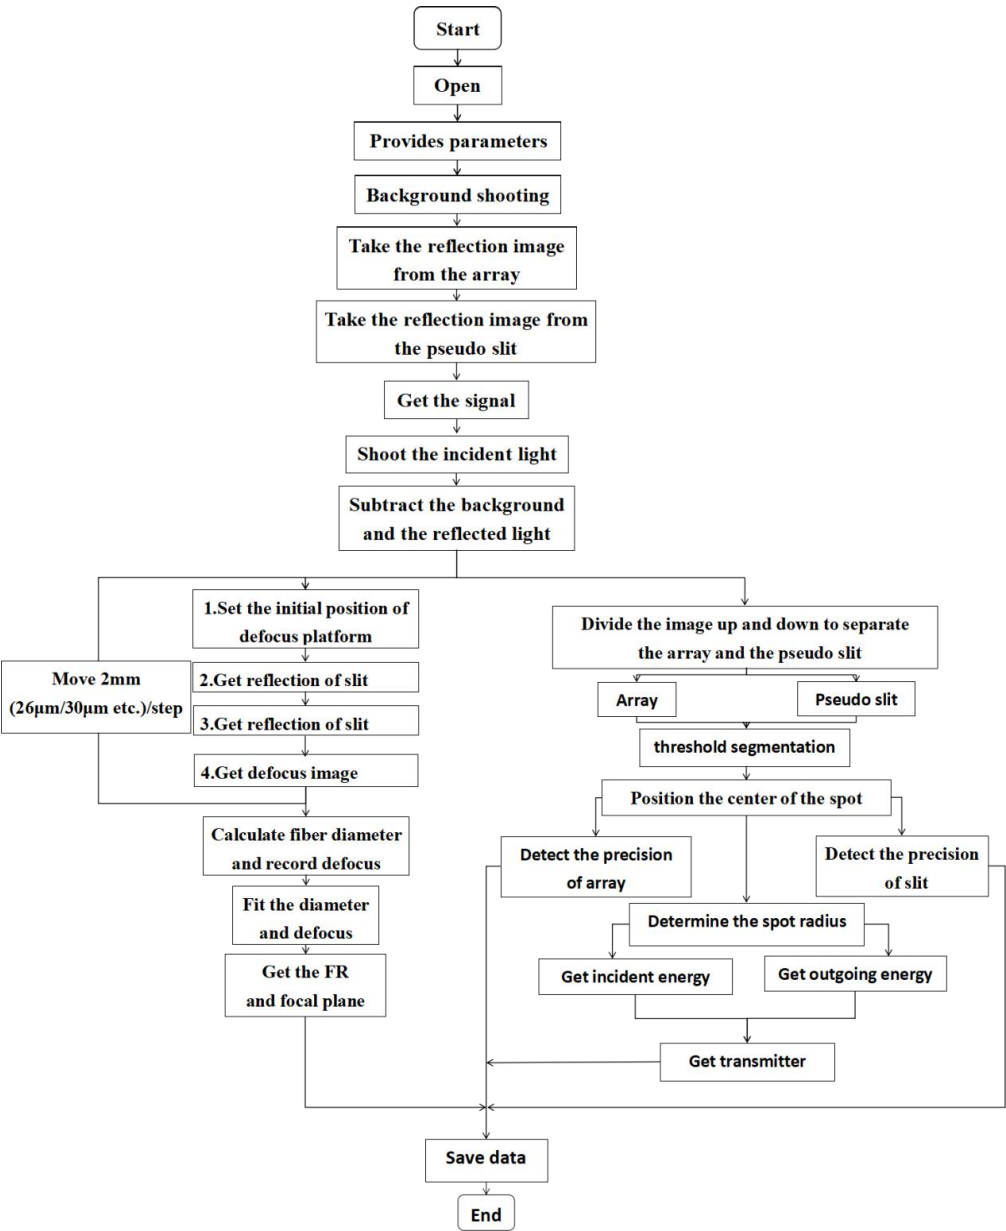 Start
Open
Provides parameters
Background shooting
Take the reflection image
from the array
Take the reflection image from
the pseudo slit
Get the signal
Shoot the incident light
Subtract the background
and the reflected light
1.Set the initial position of
defocus platform
Move 2mm
(26μm/30μm etc.)/step
2.Get reflection of slit
3.Get reflection of slit
4.Get defocus image
Calculate fiber diameter
and record defocus
Fit the diameter
and defocus
Get the FR
and focal plane
Divide the image up and down to separate
the array and the pseudo slit
Array
Pseudo slit
threshold segmentation
Position the center of the spot
Detect the precision
of array
Detect the precision
of slit
Determine the spot radius
Get incident energy
Get outgoing energy
Get transmitter
Save data
End